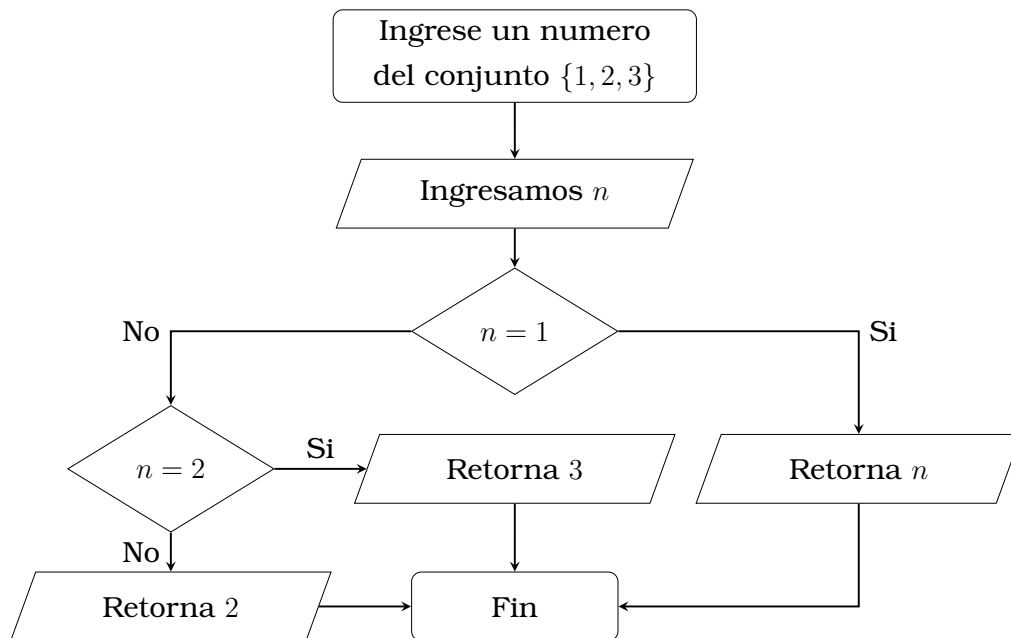 Ingrese un numero
del conjunto {1, 2, 3}
Ingresamos n
n = 1
No
Si
n = 2
Si
Retorna 3
Retorna n
No
Retorna 2
Fin